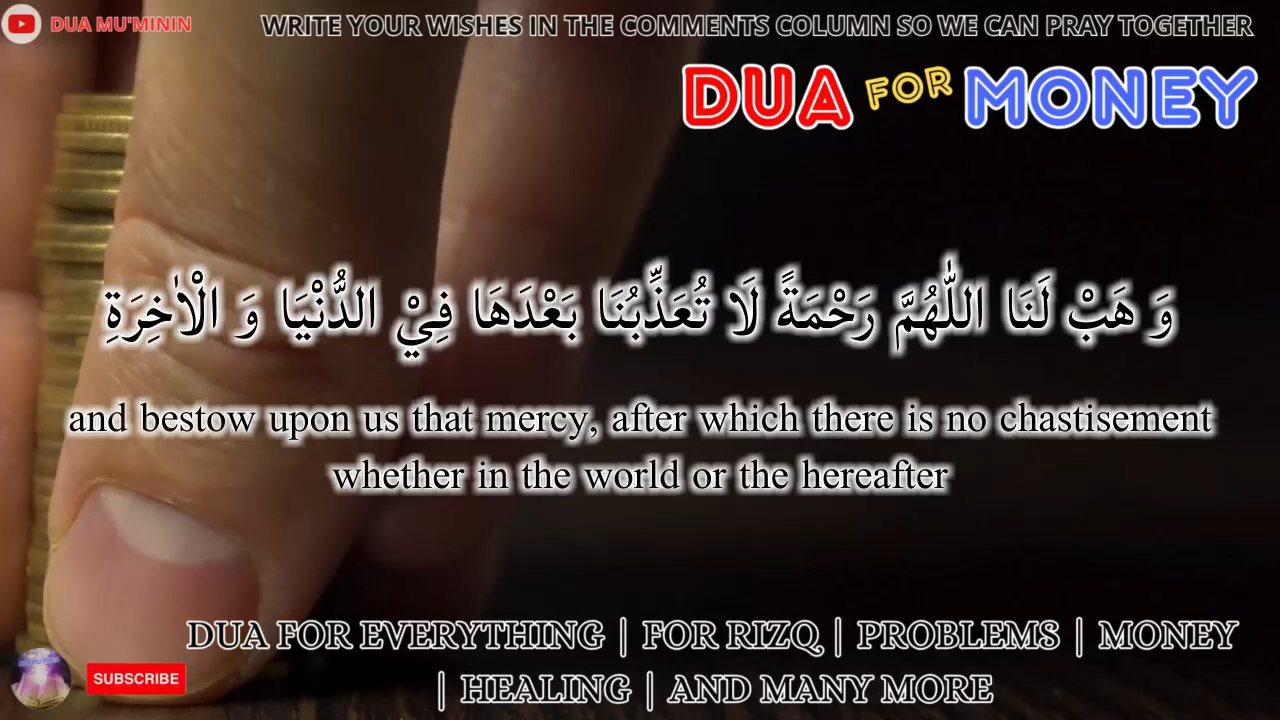 DUA MU'MININ
WRITE YOUR WISHES IN THE COMMENTS COLUMN SO WE CAN PRAY TOGETHER
DUA FOR MONEY
وَ هَبْ لَنَا اللّٰهُمَّ رَحْمَةً لَا تُعَذِّبُنَا بَعْدَهَا فِيْ الدُّنْيَا وَ الْاٰخِرَةِ
and bestow upon us that mercy, after which there is no chastisement
whether in the world or the hereafter
DUA FOR EVERYTHING | FOR RIZQ | PROBLEMS | MONEY
| HEALING | AND MANY MORE
SUBSCRIBE